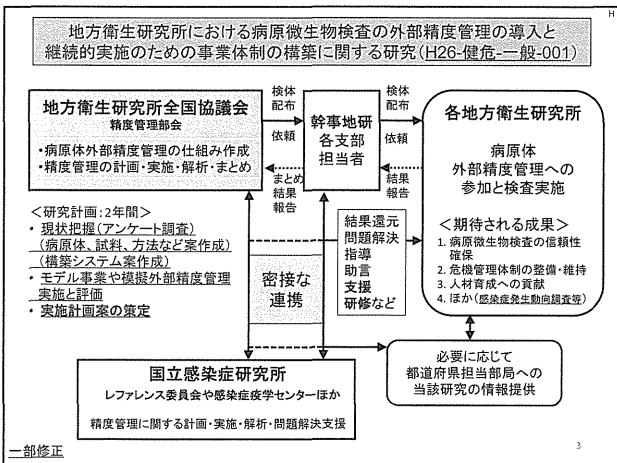 H
地方衛生研究所における病原微生物検査の外部精度管理の導入と
継続的実施のための事業体制の構築に関する研究(H26-健危-一般-001)
地方衛生研究所全国協議会
精度管理部会
・病原体外部精度管理の仕組み作成
・精度管理の計画・実施・解析・まとめ
検体
配布
依頼
まとめ
結果
報告
幹事地研
各支部
担当者
検体
配布
依頼
結果
報告
各地方衛生研究所
病原体
外部精度管理への
参加と検査実施
<期待される成果>
1. 病原微生物検査の信頼性
確保
2. 危機管理体制の整備・維持
3. 人材育成への貢献
4. ほか(感染症発生動向調査等)
<研究計画:2年間>
・ 現状把握(アンケート調査)
(病原体、試料、方法など案作成)
(構築システム案作成)
・ モデル事業や模擬外部精度管理
実施と評価
・ 実施計画案の策定
密接な
連携
結果還元
問題解決
指導
助言
支援
研修など
国立感染症研究所
レファレンス委員会や感染症疫学センターほか
精度管理に関する計画・実施・解析・問題解決支援
必要に応じて
都道府県担当部局への
当該研究の情報提供
一部修正
3